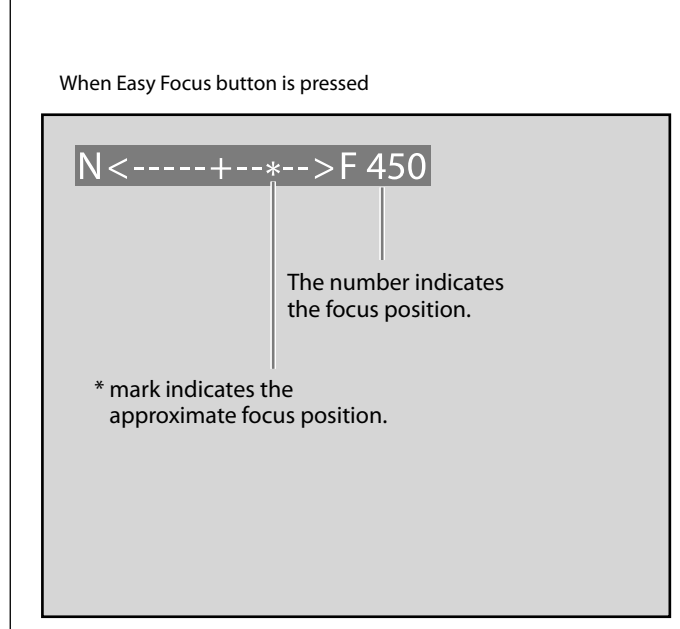 When Easy Focus button is pressed
N<-----+--*-->F 450
The number indicates
the focus position.
* mark indicates the
approximate focus position.